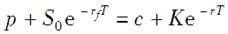 p + S₀e^{−r_f T} = c + Ke^{−rT}